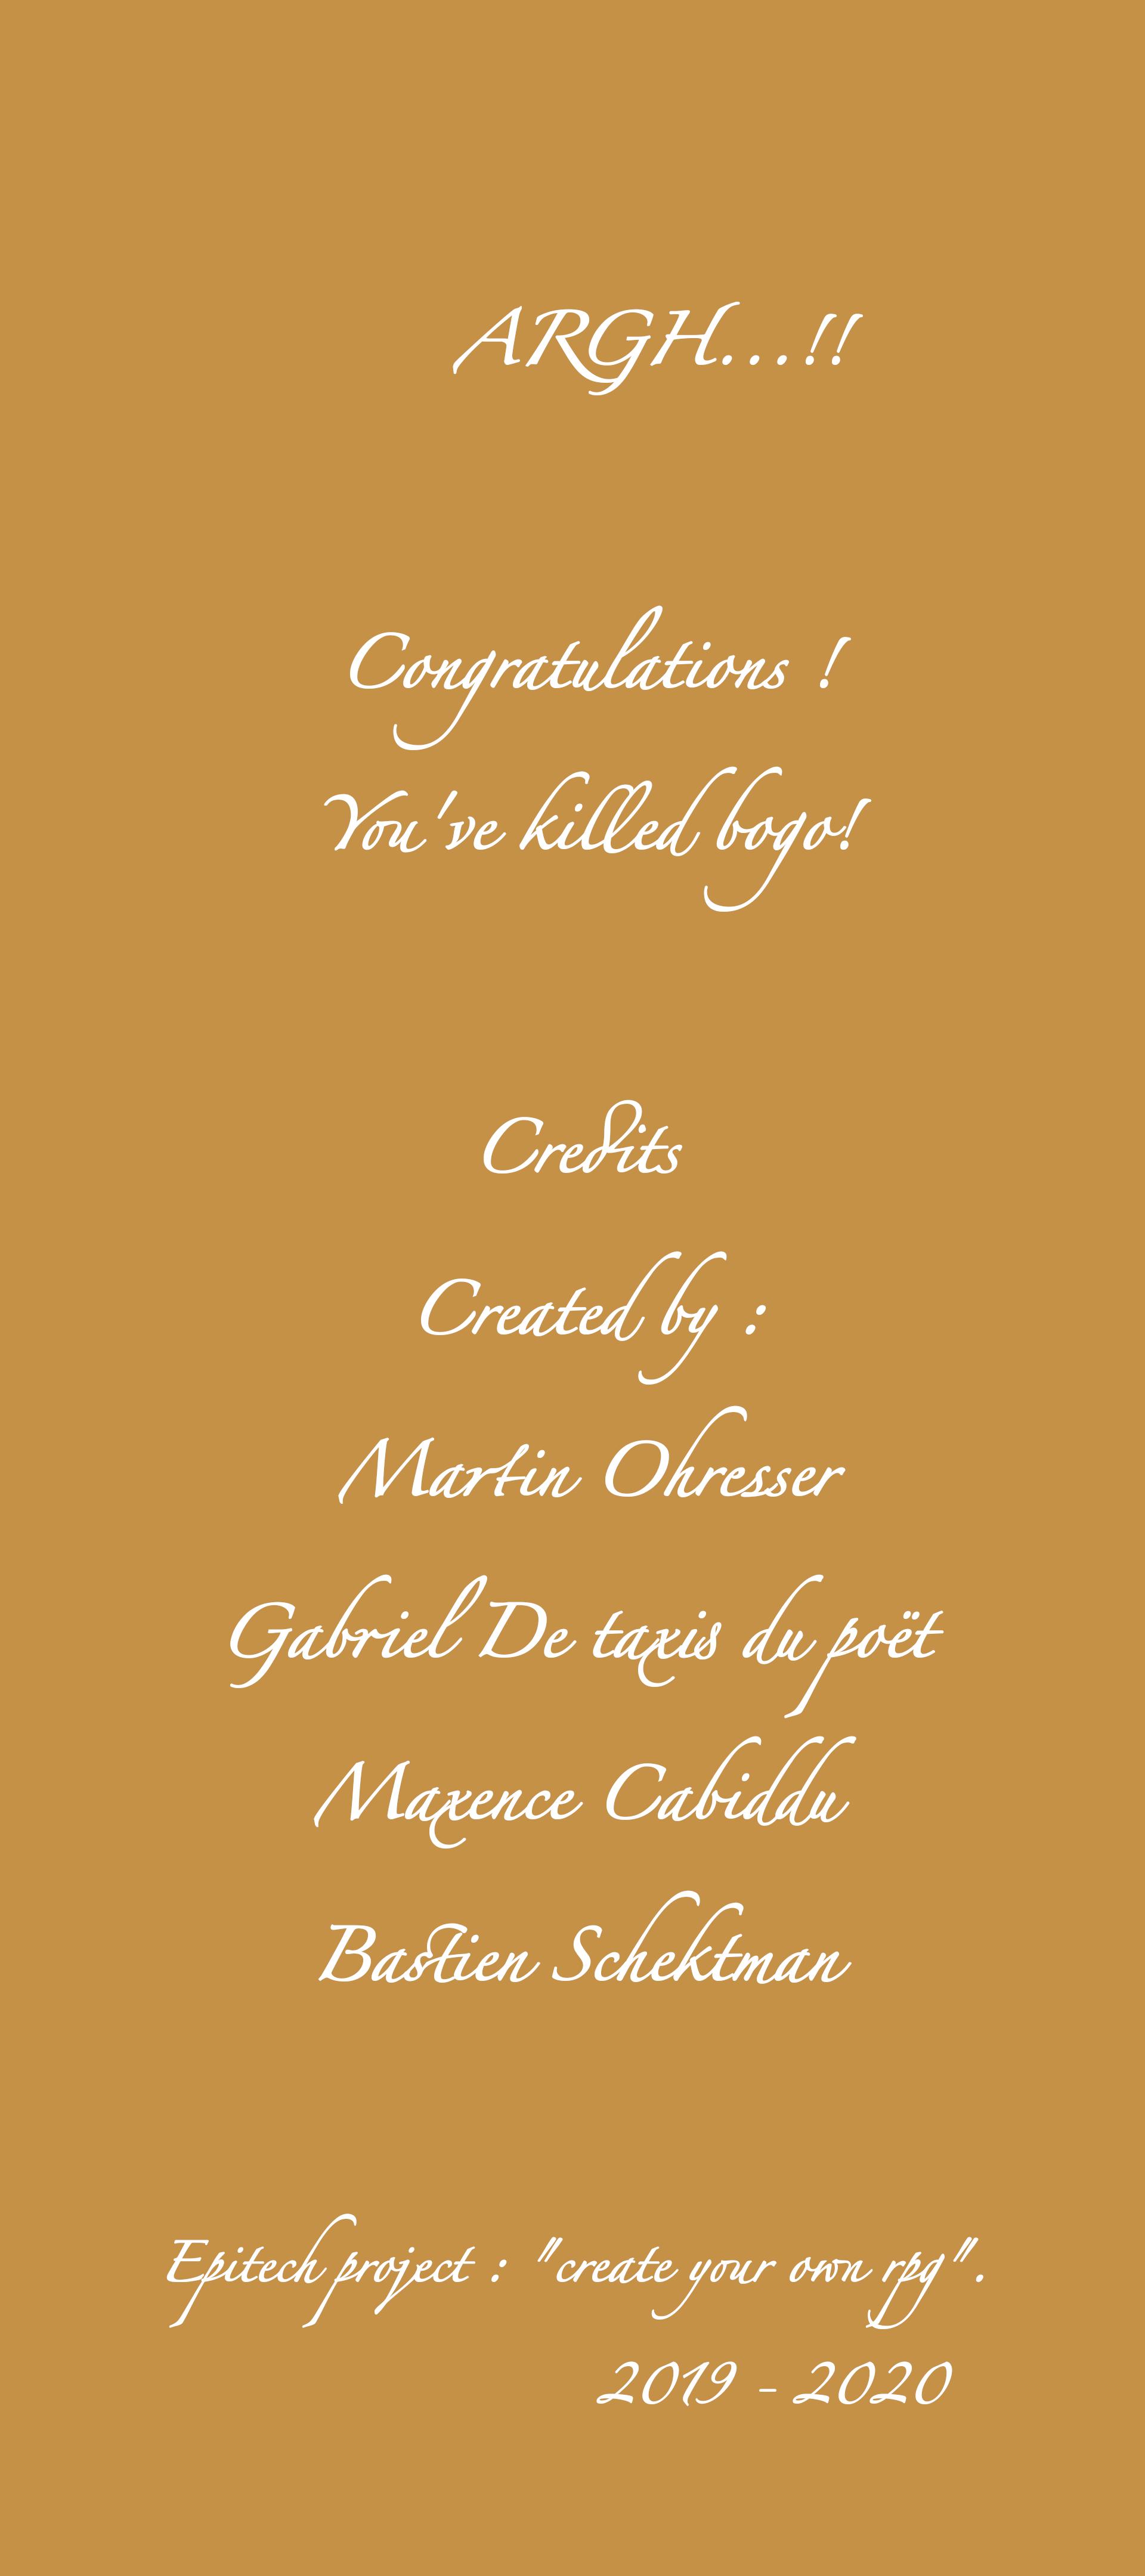 ARGH...!!
Congratulations !
You've killed bogo!
Credits
Created by :
Martin Ohresser
Gabriel De taxis du poët
Maxence Cabiddu
Bastien Schektman
Epitech project : "create your own rpg".
2019 - 2020